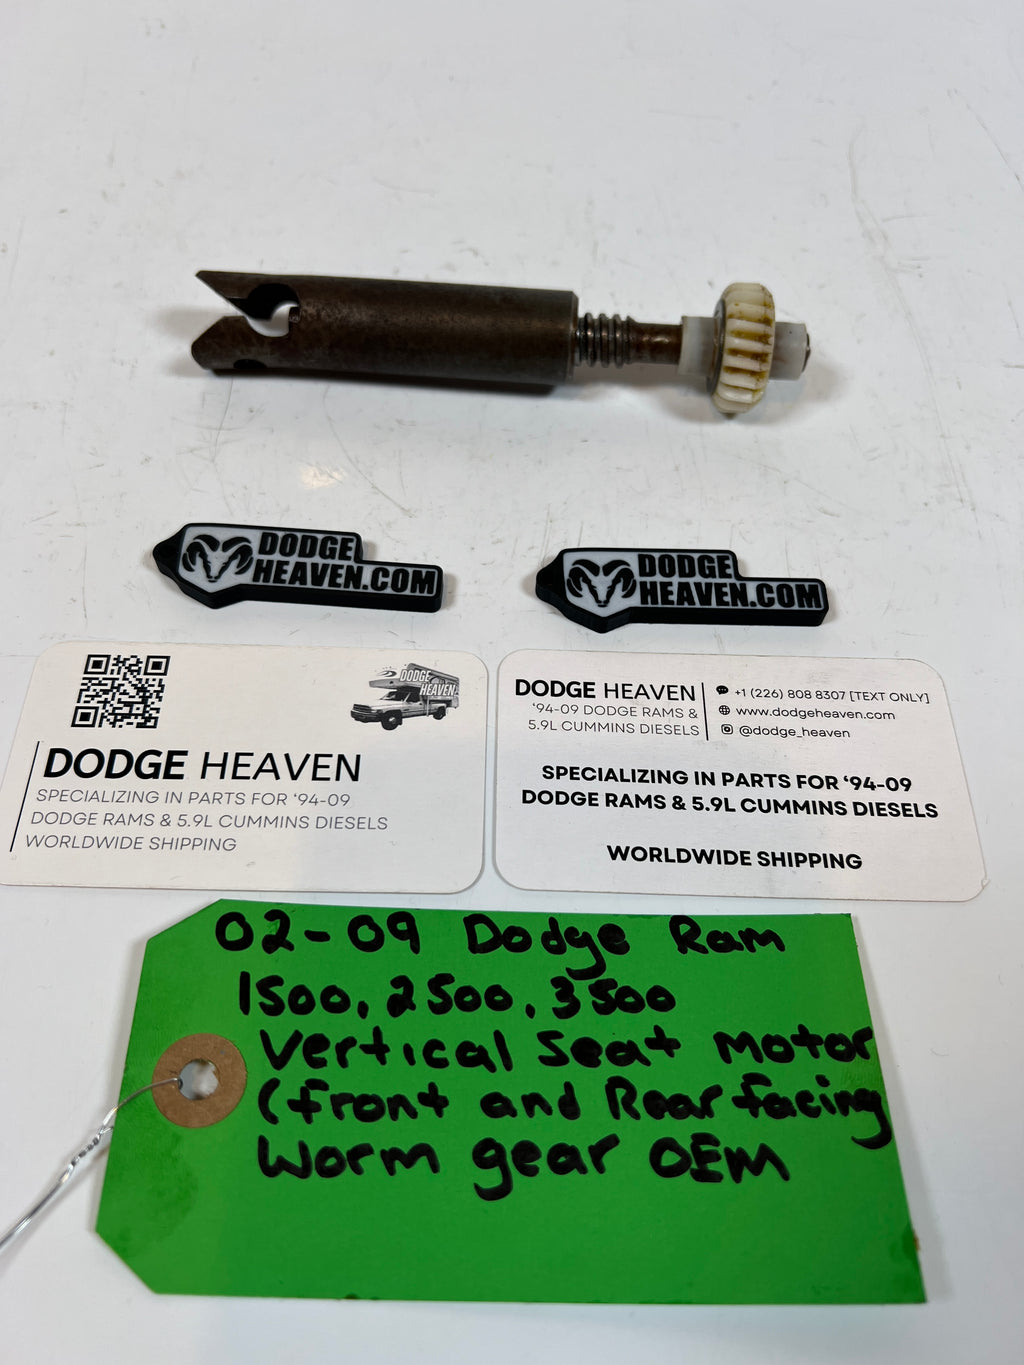 DODGE
HEAVEN.COM
DODGE
HEAVEN.COM
DODGE
HEAVEN
DODGE HEAVEN
SPECIALIZING IN PARTS FOR ‘94-09
DODGE RAMS & 5.9L CUMMINS DIESELS
WORLDWIDE SHIPPING
DODGE HEAVEN
‘94-09 DODGE RAMS &
5.9L CUMMINS DIESELS
+1 (226) 808 8307 [TEXT ONLY]
www.dodgeheaven.com
@dodge_heaven
SPECIALIZING IN PARTS FOR ‘94-09
DODGE RAMS & 5.9L CUMMINS DIESELS
WORLDWIDE SHIPPING
02-09 Dodge Ram
1500, 2500, 3500
Vertical Seat Motor
(front and Rear facing
Worm gear OEM